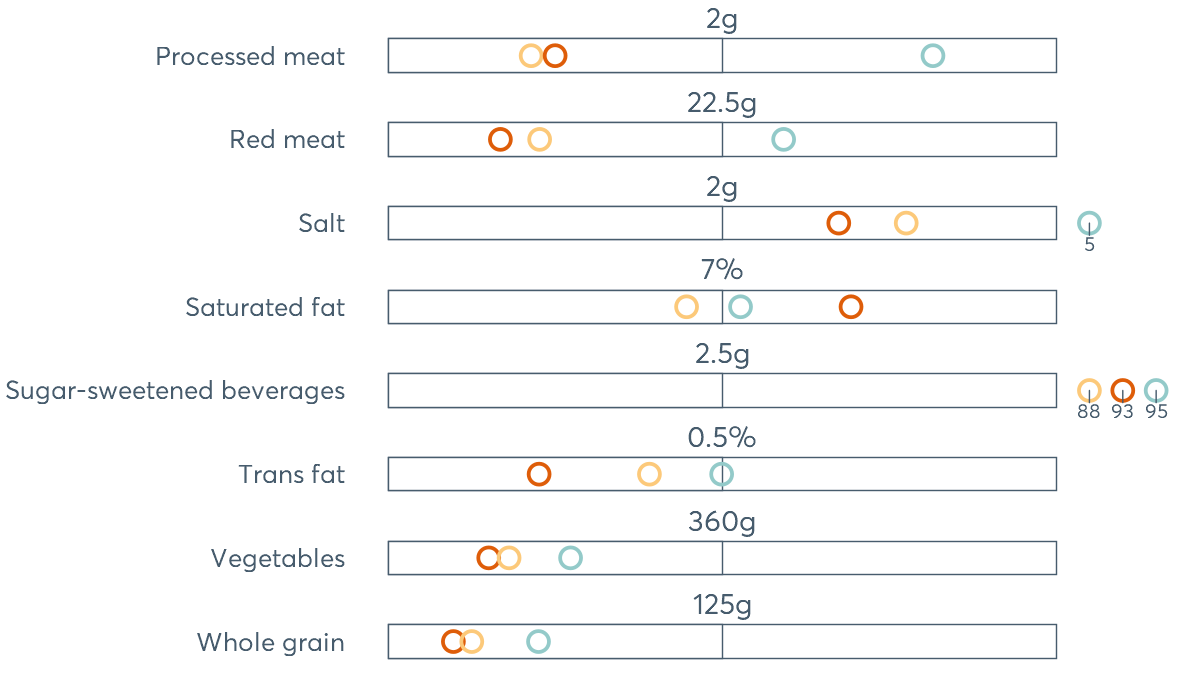 2g
Processed meat
22.5g
Red meat
2g
Salt
5
7%
Saturated fat
2.5g
Sugar-sweetened beverages
88 93 95
0.5%
Trans fat
360g
Vegetables
125g
Whole grain